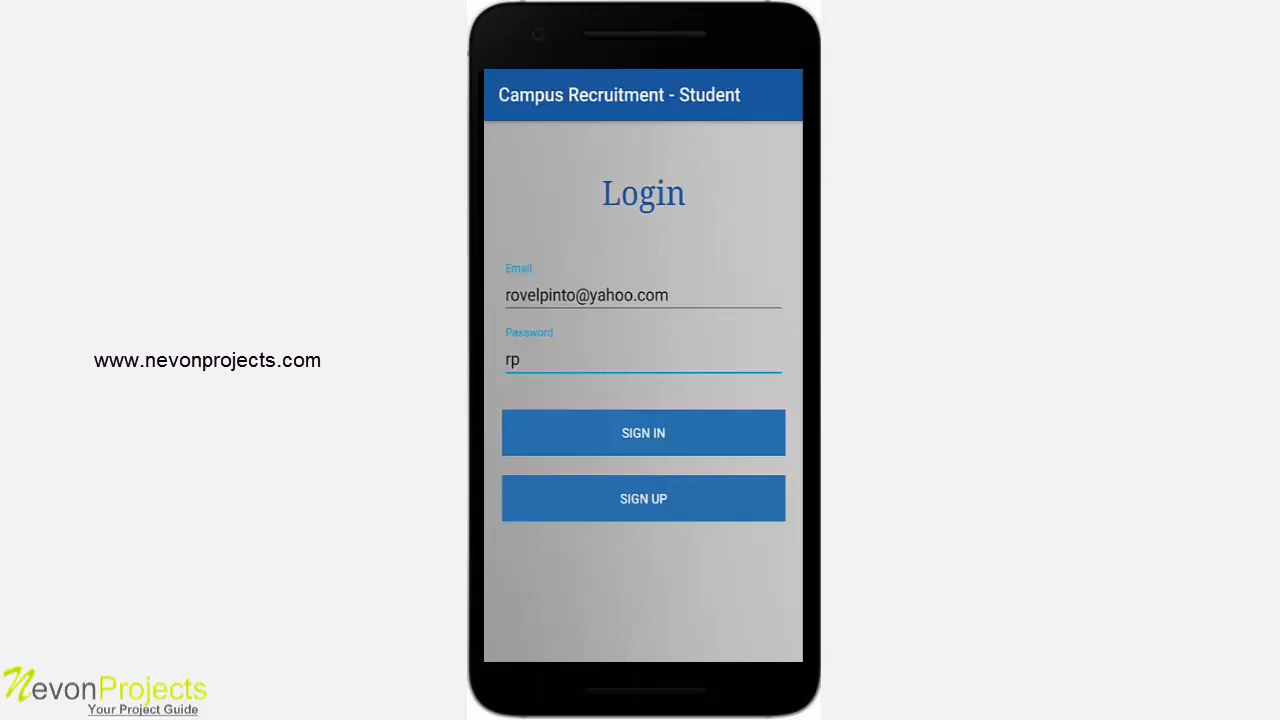 Campus Recruitment - Student
Login
Email
rovelpinto@yahoo.com
Password
rp
SIGN IN
SIGN UP
www.nevonprojects.com
NevonProjects
Your Project Guide